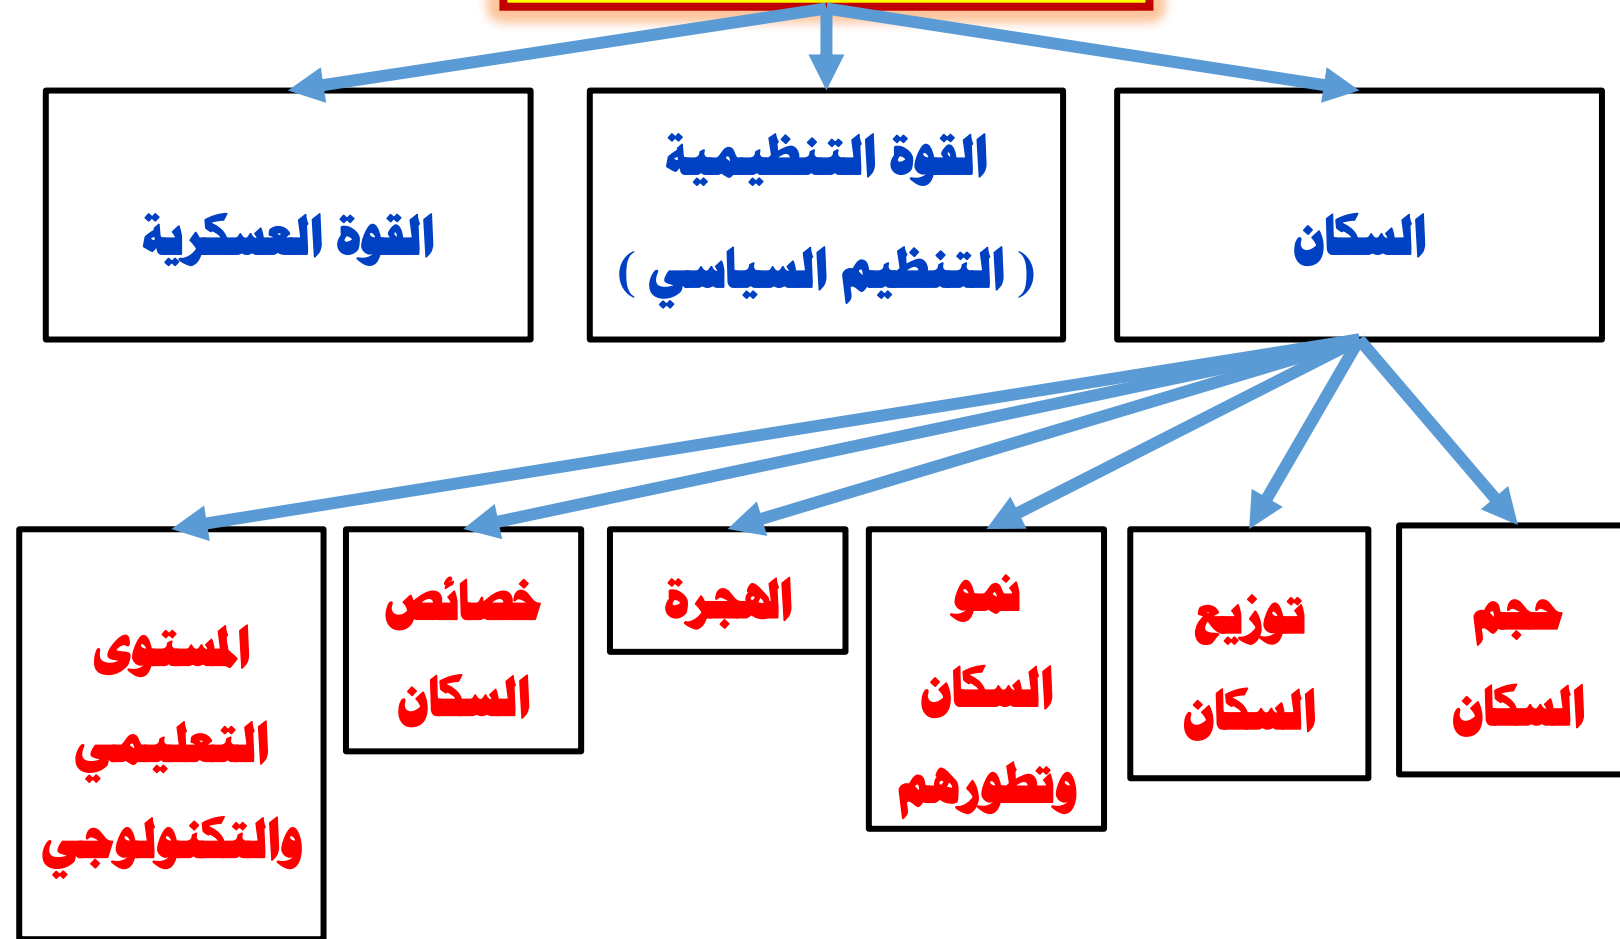 السكان
القوة التنظيمية
( التنظيم السياسي )
القوة العسكرية
حجم
السكان
توزيع
السكان
نمو
السكان
وتطورهم
الهجرة
خصائص
السكان
المستوى
التعليمي
والتكنولوجي